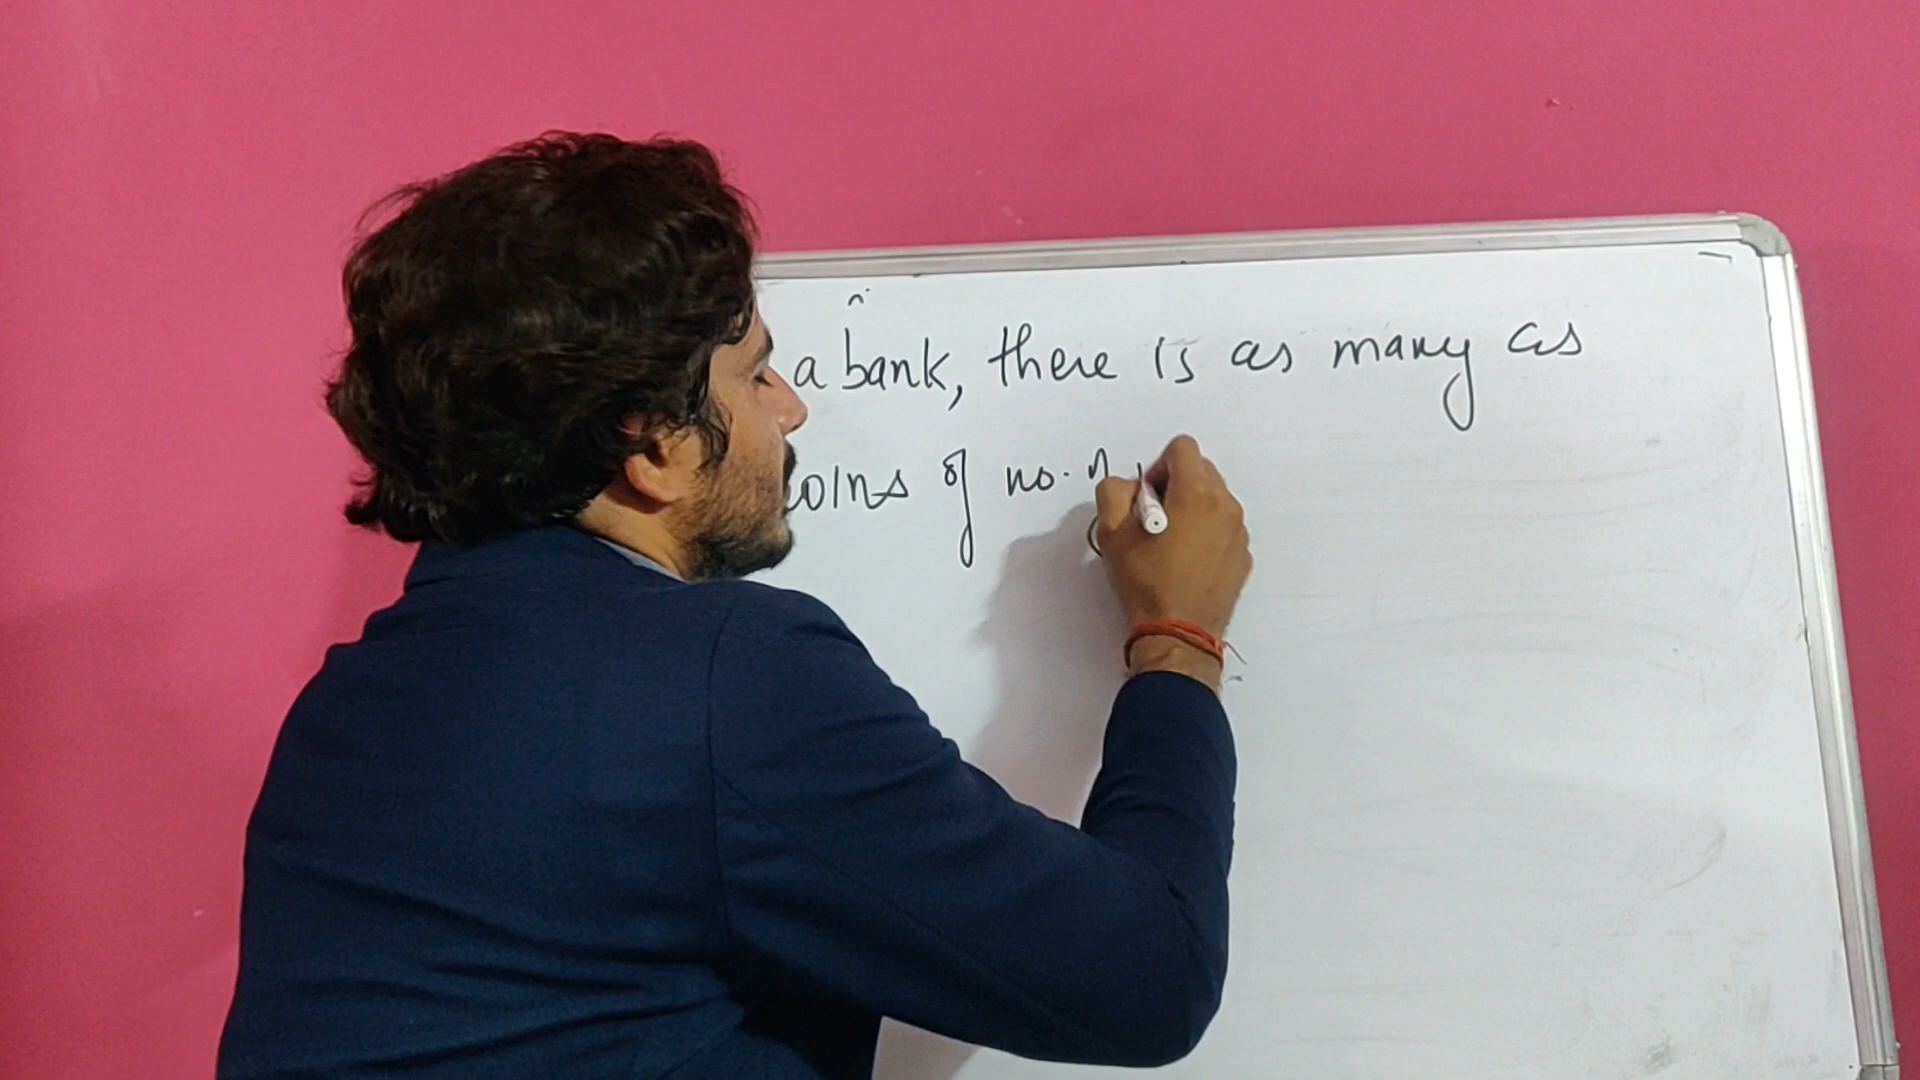 a bank, there is as many as
coins of no. of